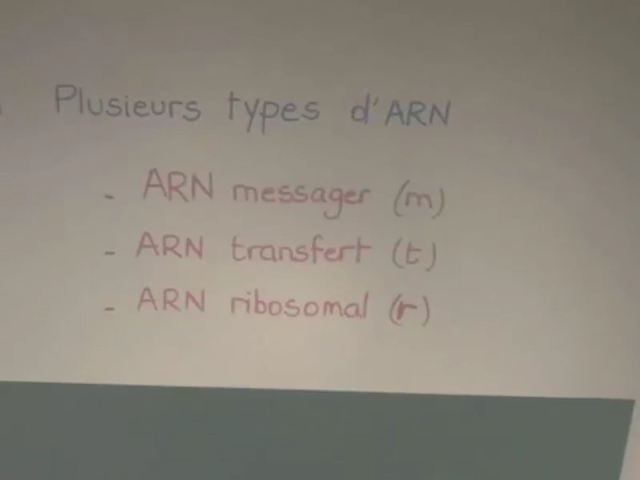 Plusieurs types d'ARN
- ARN messager (m)
- ARN transfert (t)
- ARN ribosomal (r)